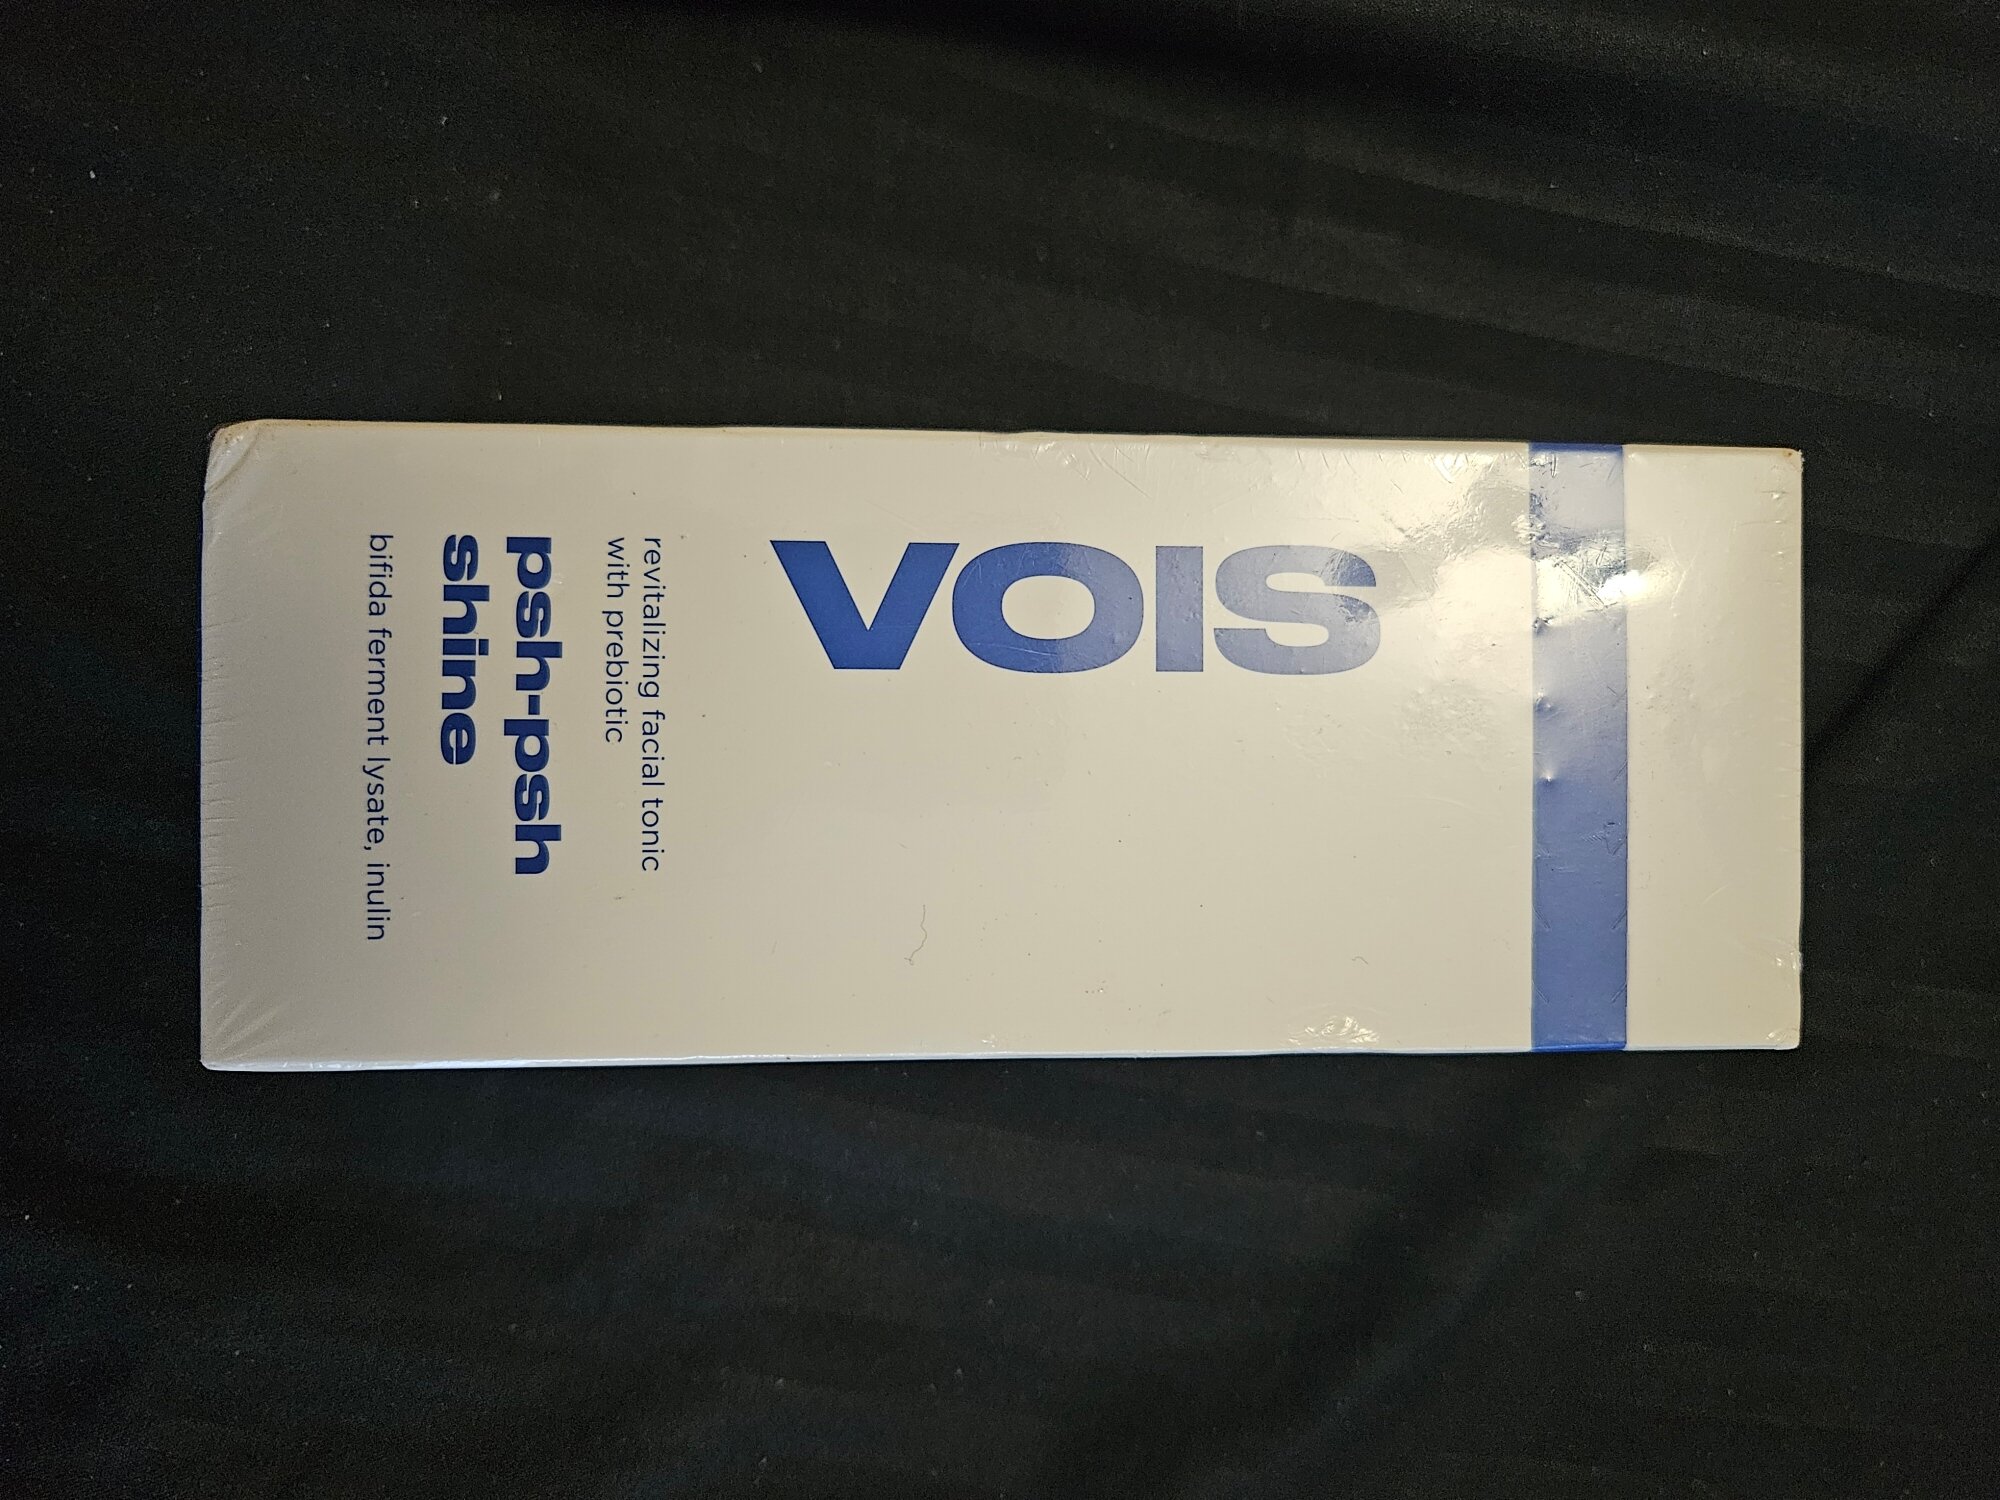 VOIS
revitalizing facial tonic
with prebiotic
psh-psh
shine
bifida ferment lysate, inulin